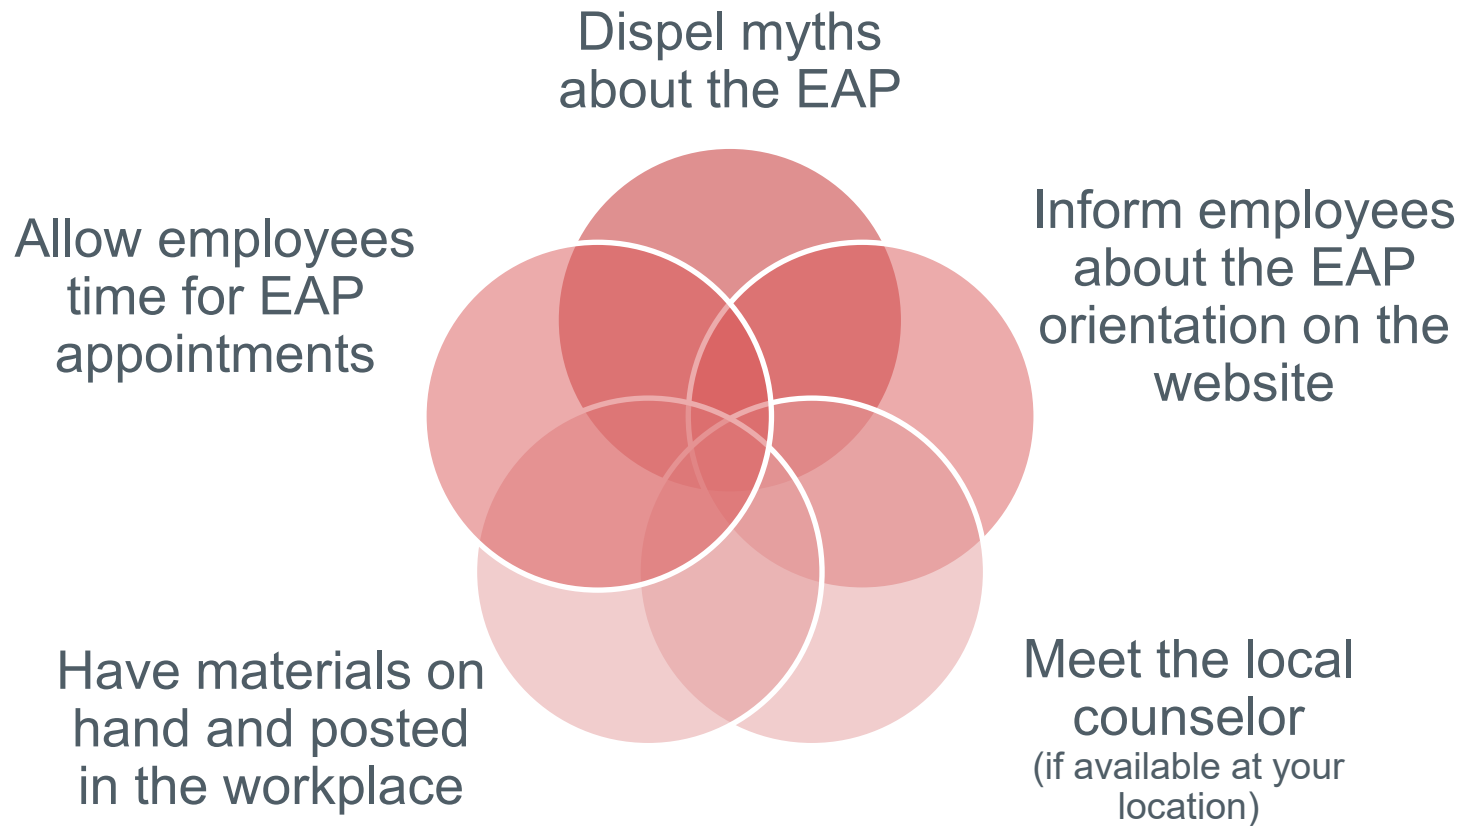 Dispel myths
about the EAP
Inform employees
about the EAP
orientation on the
website
Meet the local
counselor
(if available at your
location)
Have materials on
hand and posted
in the workplace
Allow employees
time for EAP
appointments